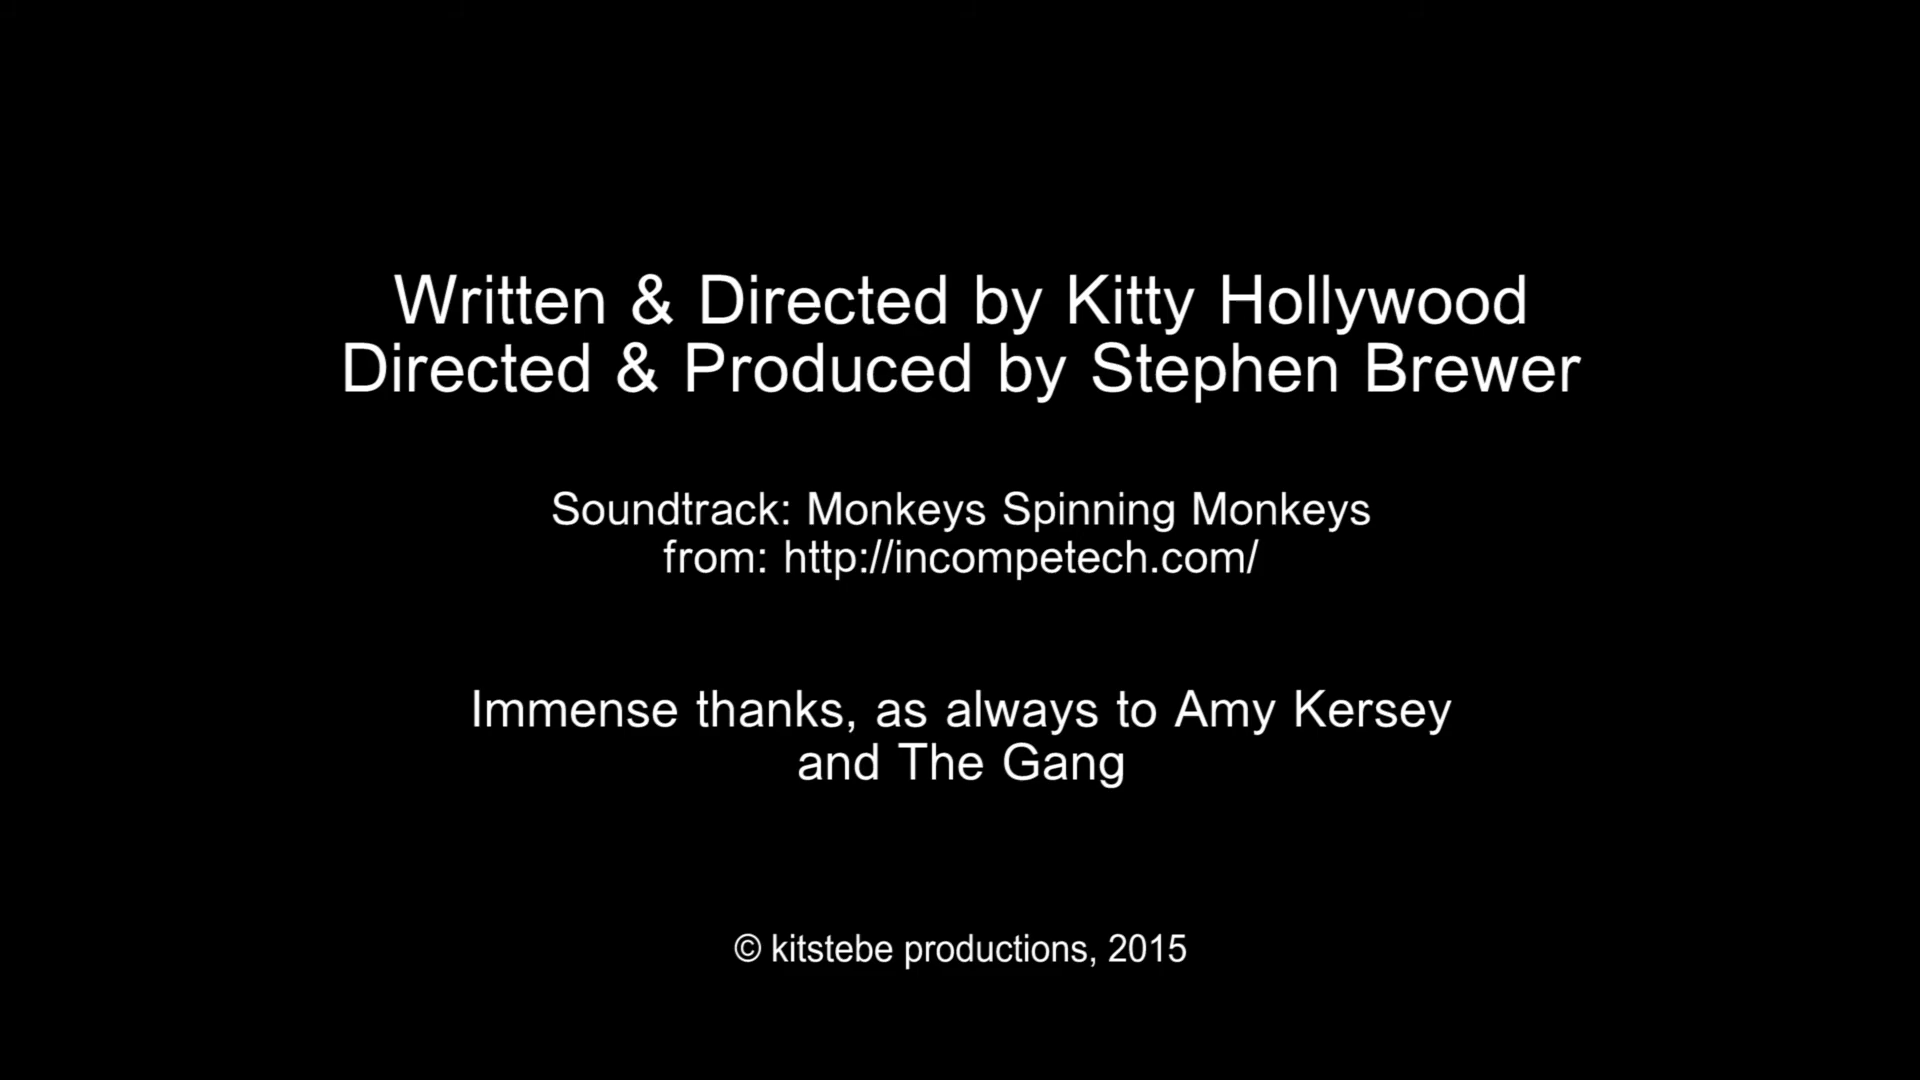 Written & Directed by Kitty Hollywood
Directed & Produced by Stephen Brewer
Soundtrack: Monkeys Spinning Monkeys
from: http://incompetech.com/
Immense thanks, as always to Amy Kersey
and The Gang
© kitstebe productions, 2015